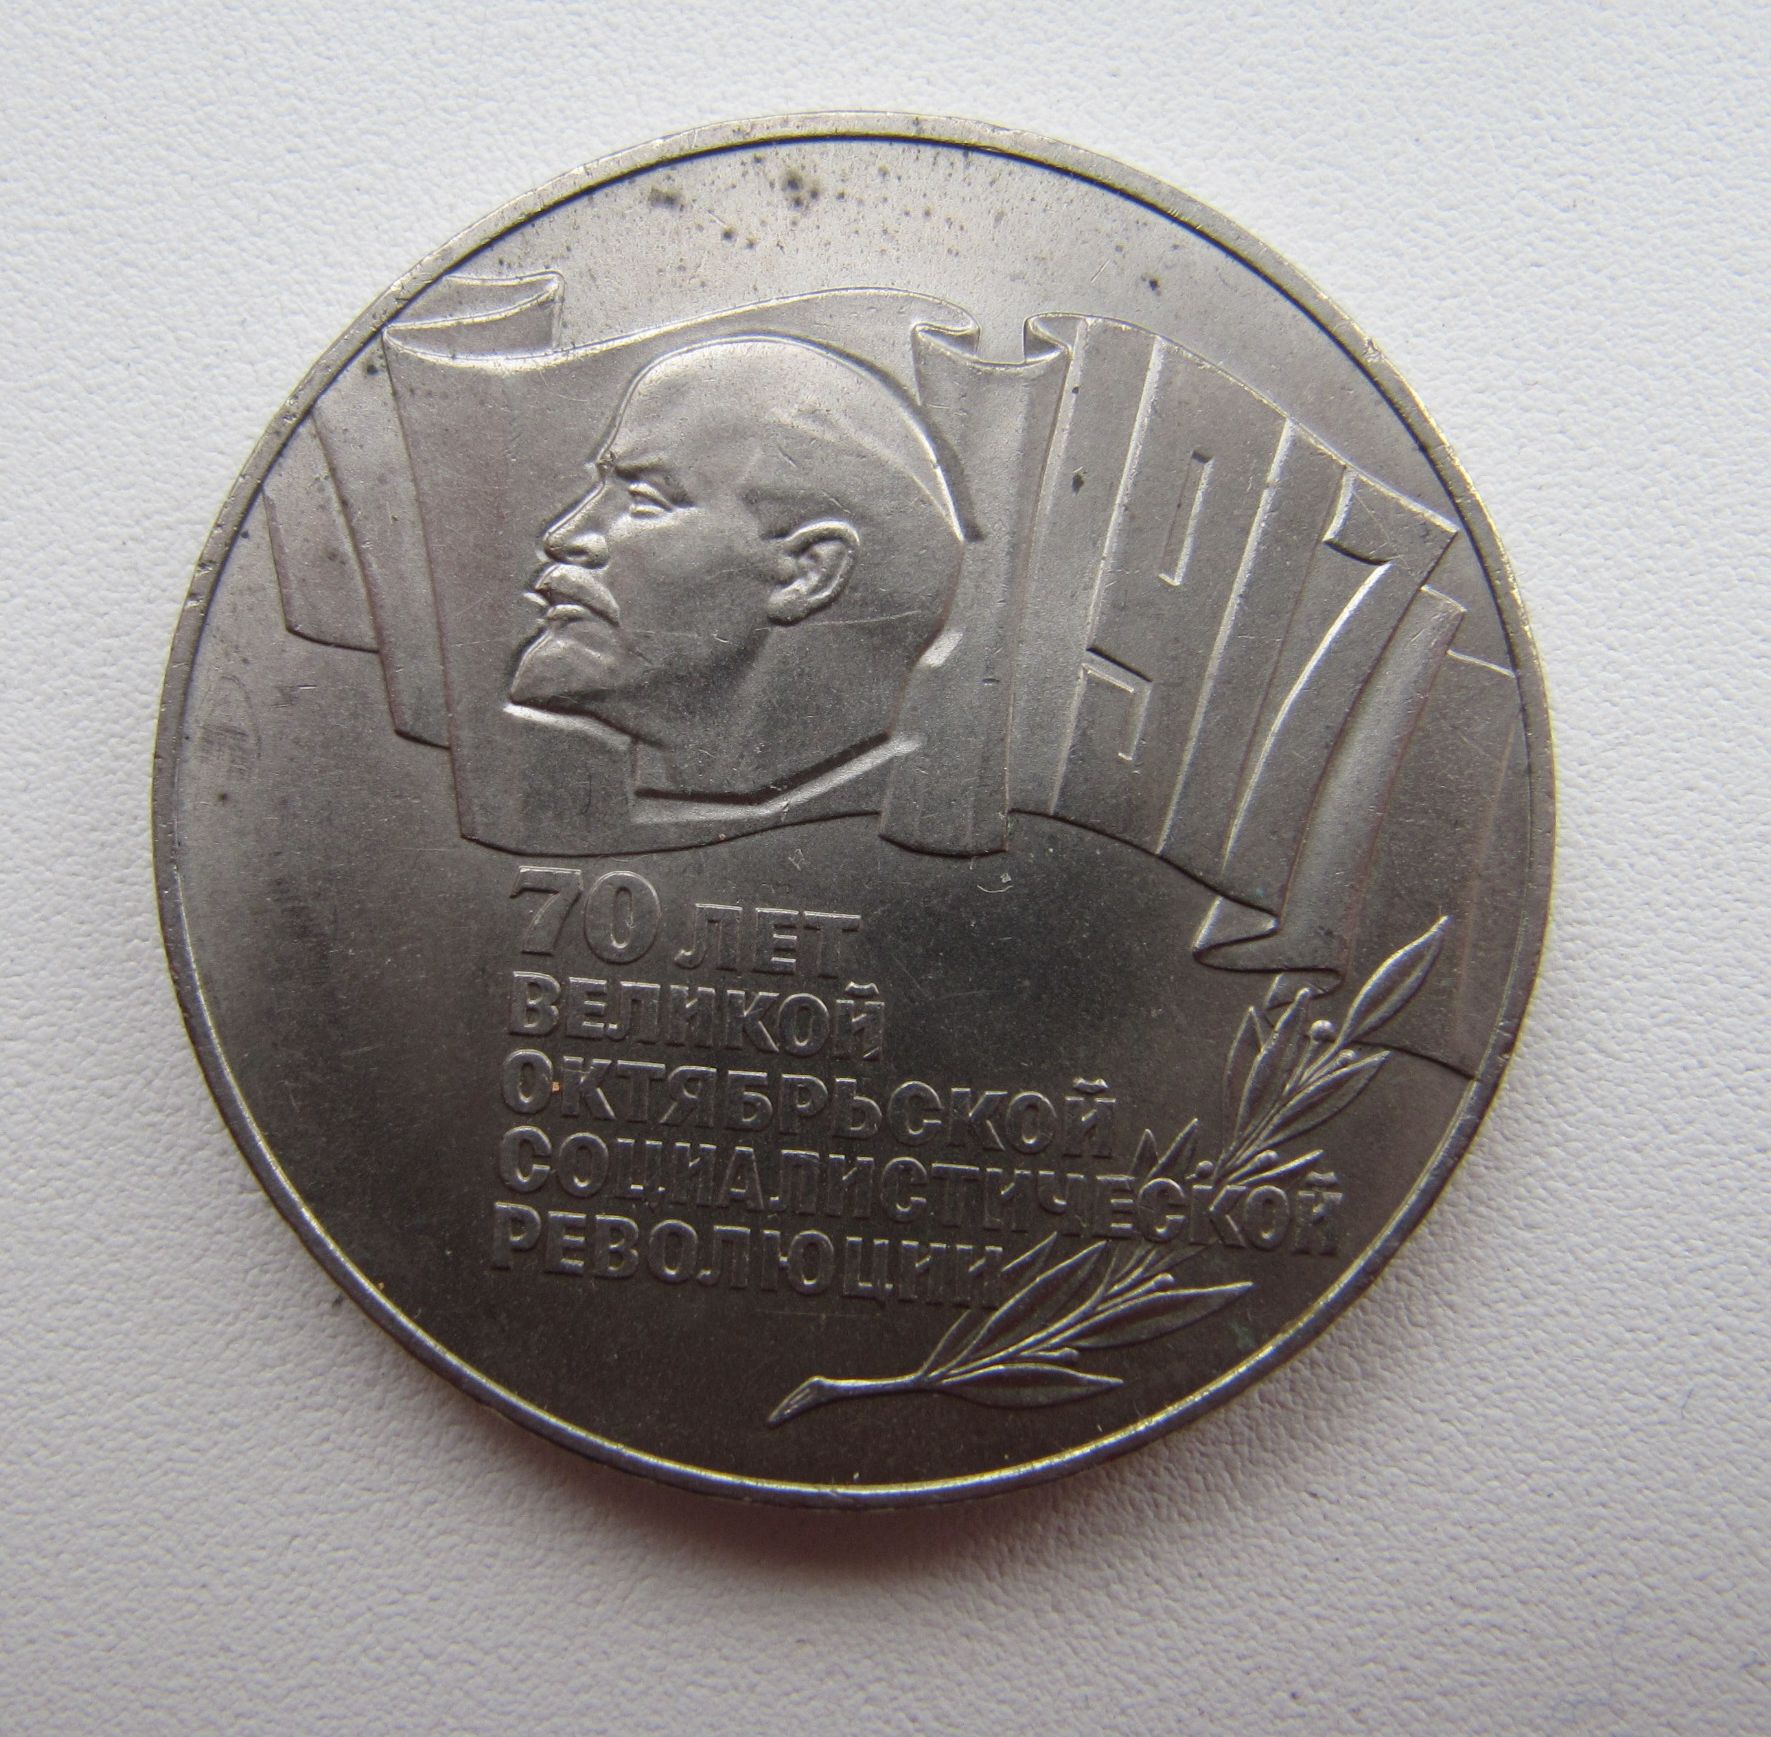 1917
70 ЛЕТ
ВЕЛИКОЙ
ОКТЯБРЬСКОЙ
СОЦИАЛИСТИЧЕСКОЙ
РЕВОЛЮЦИИ